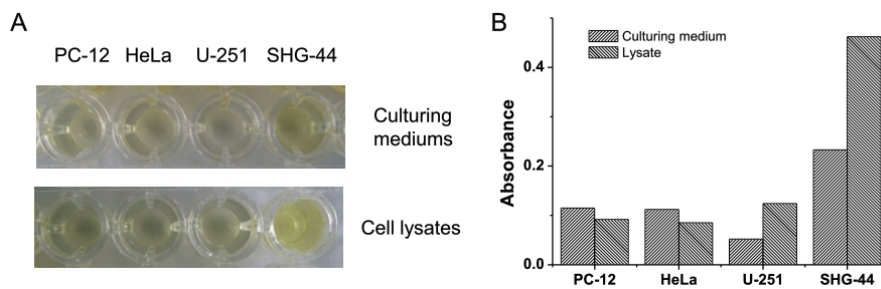 A
PC-12 HeLa U-251 SHG-44
Culturing
mediums
Cell lysates
B
Culturing medium
Lysate
Absorbance
0.4
0.2
0.0
PC-12 HeLa U-251 SHG-44